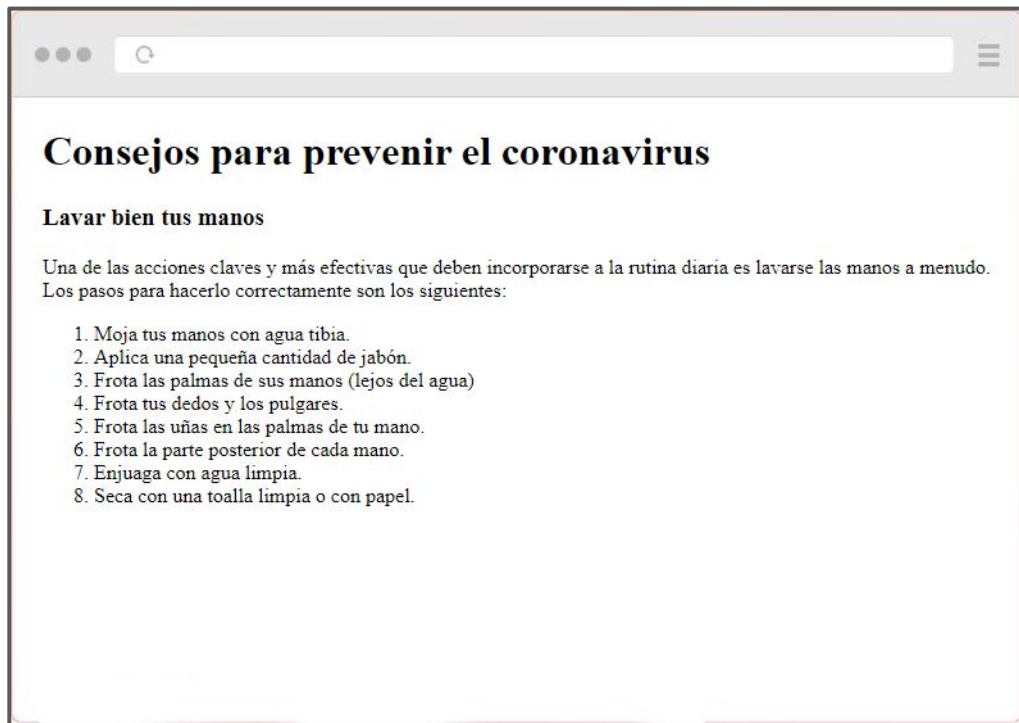 Consejos para prevenir el coronavirus
Lavar bien tus manos
Una de las acciones claves y más efectivas que deben incorporarse a la rutina diaria es lavarse las manos a menudo.
Los pasos para hacerlo correctamente son los siguientes:
1. Moja tus manos con agua tibia.
2. Aplica una pequeña cantidad de jabón.
3. Frota las palmas de sus manos (lejos del agua)
4. Frota tus dedos y los pulgares.
5. Frota las uñas en las palmas de tu mano.
6. Frota la parte posterior de cada mano.
7. Enjuaga con agua limpia.
8. Seca con una toalla limpia o con papel.